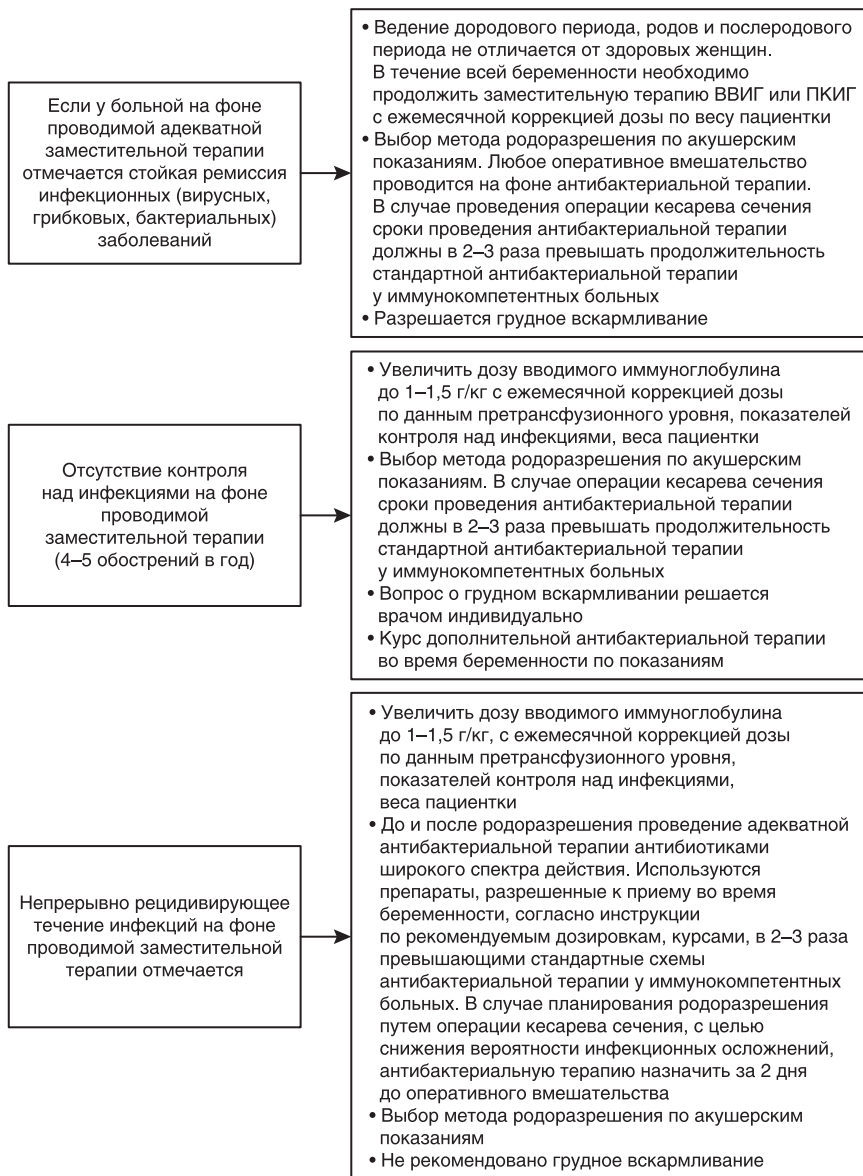 Если у больной на фоне
проводимой адекватной
заместительной терапии
отмечается стойкая ремиссия
инфекционных (вирусных,
грибковых, бактериальных)
заболеваний
• Ведение дородового периода, родов и послеродового
периода не отличается от здоровых женщин.
В течение всей беременности необходимо
продолжить заместительную терапию ВВИГ или ПКИГ
с ежемесячной коррекцией дозы по весу пациентки
• Выбор метода родоразрешения по акушерским
показаниям. Любое оперативное вмешательство
проводится на фоне антибактериальной терапии.
В случае проведения операции кесарева сечения
сроки проведения антибактериальной терапии
должны в 2–3 раза превышать продолжительность
стандартной антибактериальной терапии
у иммунокомпетентных больных
• Разрешается грудное вскармливание
Отсутствие контроля
над инфекциями на фоне
проводимой
заместительной терапии
(4–5 обострений в год)
• Увеличить дозу вводимого иммуноглобулина
до 1–1,5 г/кг с ежемесячной коррекцией дозы
по данным претрансфузионного уровня, показателей
контроля над инфекциями, веса пациентки
• Выбор метода родоразрешения по акушерским
показаниям. В случае операции кесарева сечения
сроки проведения антибактериальной терапии
должны в 2–3 раза превышать продолжительность
стандартной антибактериальной терапии
у иммунокомпетентных больных
• Вопрос о грудном вскармливании решается
врачом индивидуально
• Курс дополнительной антибактериальной терапии
во время беременности по показаниям
Непрерывно рецидивирующее
течение инфекций на фоне
проводимой заместительной
терапии отмечается
• Увеличить дозу вводимого иммуноглобулина
до 1–1,5 г/кг, с ежемесячной коррекцией дозы
по данным претрансфузионного уровня,
показателей контроля над инфекциями,
веса пациентки
• До и после родоразрешения проведение адекватной
антибактериальной терапии антибиотиками
широкого спектра действия. Используются
препараты, разрешенные к приему во время
беременности, согласно инструкции
по рекомендуемым дозировкам, курсами, в 2–3 раза
превышающими стандартные схемы
антибактериальной терапии у иммунокомпетентных
больных. В случае планирования родоразрешения
путем операции кесарева сечения, с целью
снижения вероятности инфекционных осложнений,
антибактериальную терапию назначить за 2 дня
до оперативного вмешательства
• Выбор метода родоразрешения по акушерским
показаниям
• Не рекомендовано грудное вскармливание